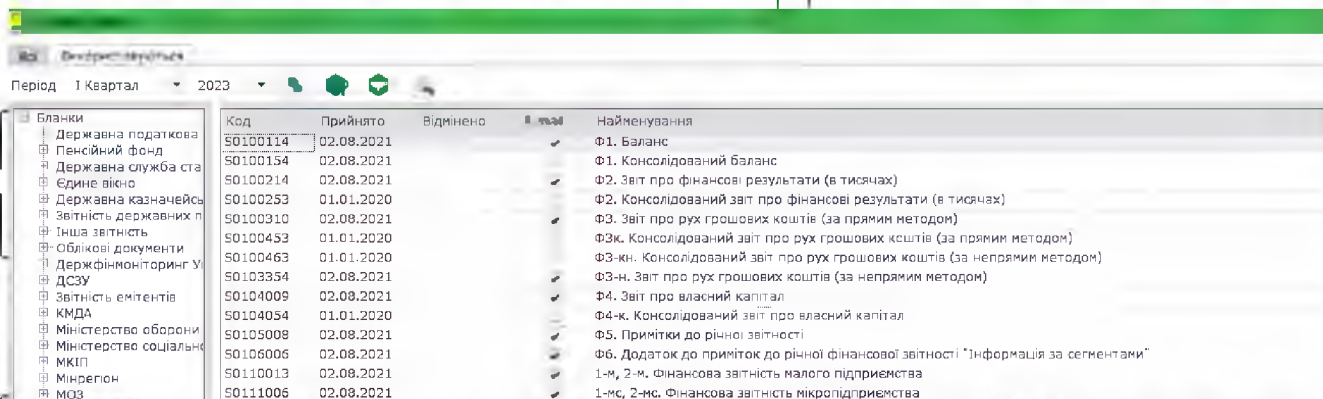 Всі Використовуються
Період І Квартал 2023
Бланки
Державна податкова
Пенсійний фонд
Державна служба ста
Єдине вікно
Державна казначейсь
Звітність державних п
Інша звітність
Облікові документи
Держфінмоніторинг У
ДСЗУ
Звітність емітентів
КМДА
Міністерство оборони
Міністерство соціальн
МКІП
Мінрегіон
МОЗ
Код Прийнято Відмінено E-mail Найменування
S0100114 02.08.2021 Ф1. Баланс
S0100154 02.08.2021 Ф1. Консолідований баланс
S0100214 02.08.2021 Ф2. Звіт про фінансові результати (в тисячах)
S0100253 01.01.2020 Ф2. Консолідований звіт про фінансові результати (в тисячах)
S0100310 02.08.2021 Ф3. Звіт про рух грошових коштів (за прямим методом)
S0100453 01.01.2020 Ф3к. Консолідований звіт про рух грошових коштів (за прямим методом)
S0100463 01.01.2020 Ф3-кн. Консолідований звіт про рух грошових коштів (за непрямим методом)
S0103354 02.08.2021 Ф3-н. Звіт про рух грошових коштів (за непрямим методом)
S0104009 02.08.2021 Ф4. Звіт про власний капітал
S0104054 01.01.2020 Ф4-к. Консолідований звіт про власний капітал
S0105008 02.08.2021 Ф5. Примітки до річної звітності
S0106006 02.08.2021 Ф6. Додаток до приміток до річної фінансової звітності "Інформація за сегментами"
S0110013 02.08.2021 1-м, 2-м. Фінансова звітність малого підприємства
S0111006 02.08.2021 1-мс, 2-мс. Фінансова звітність мікропідприємства